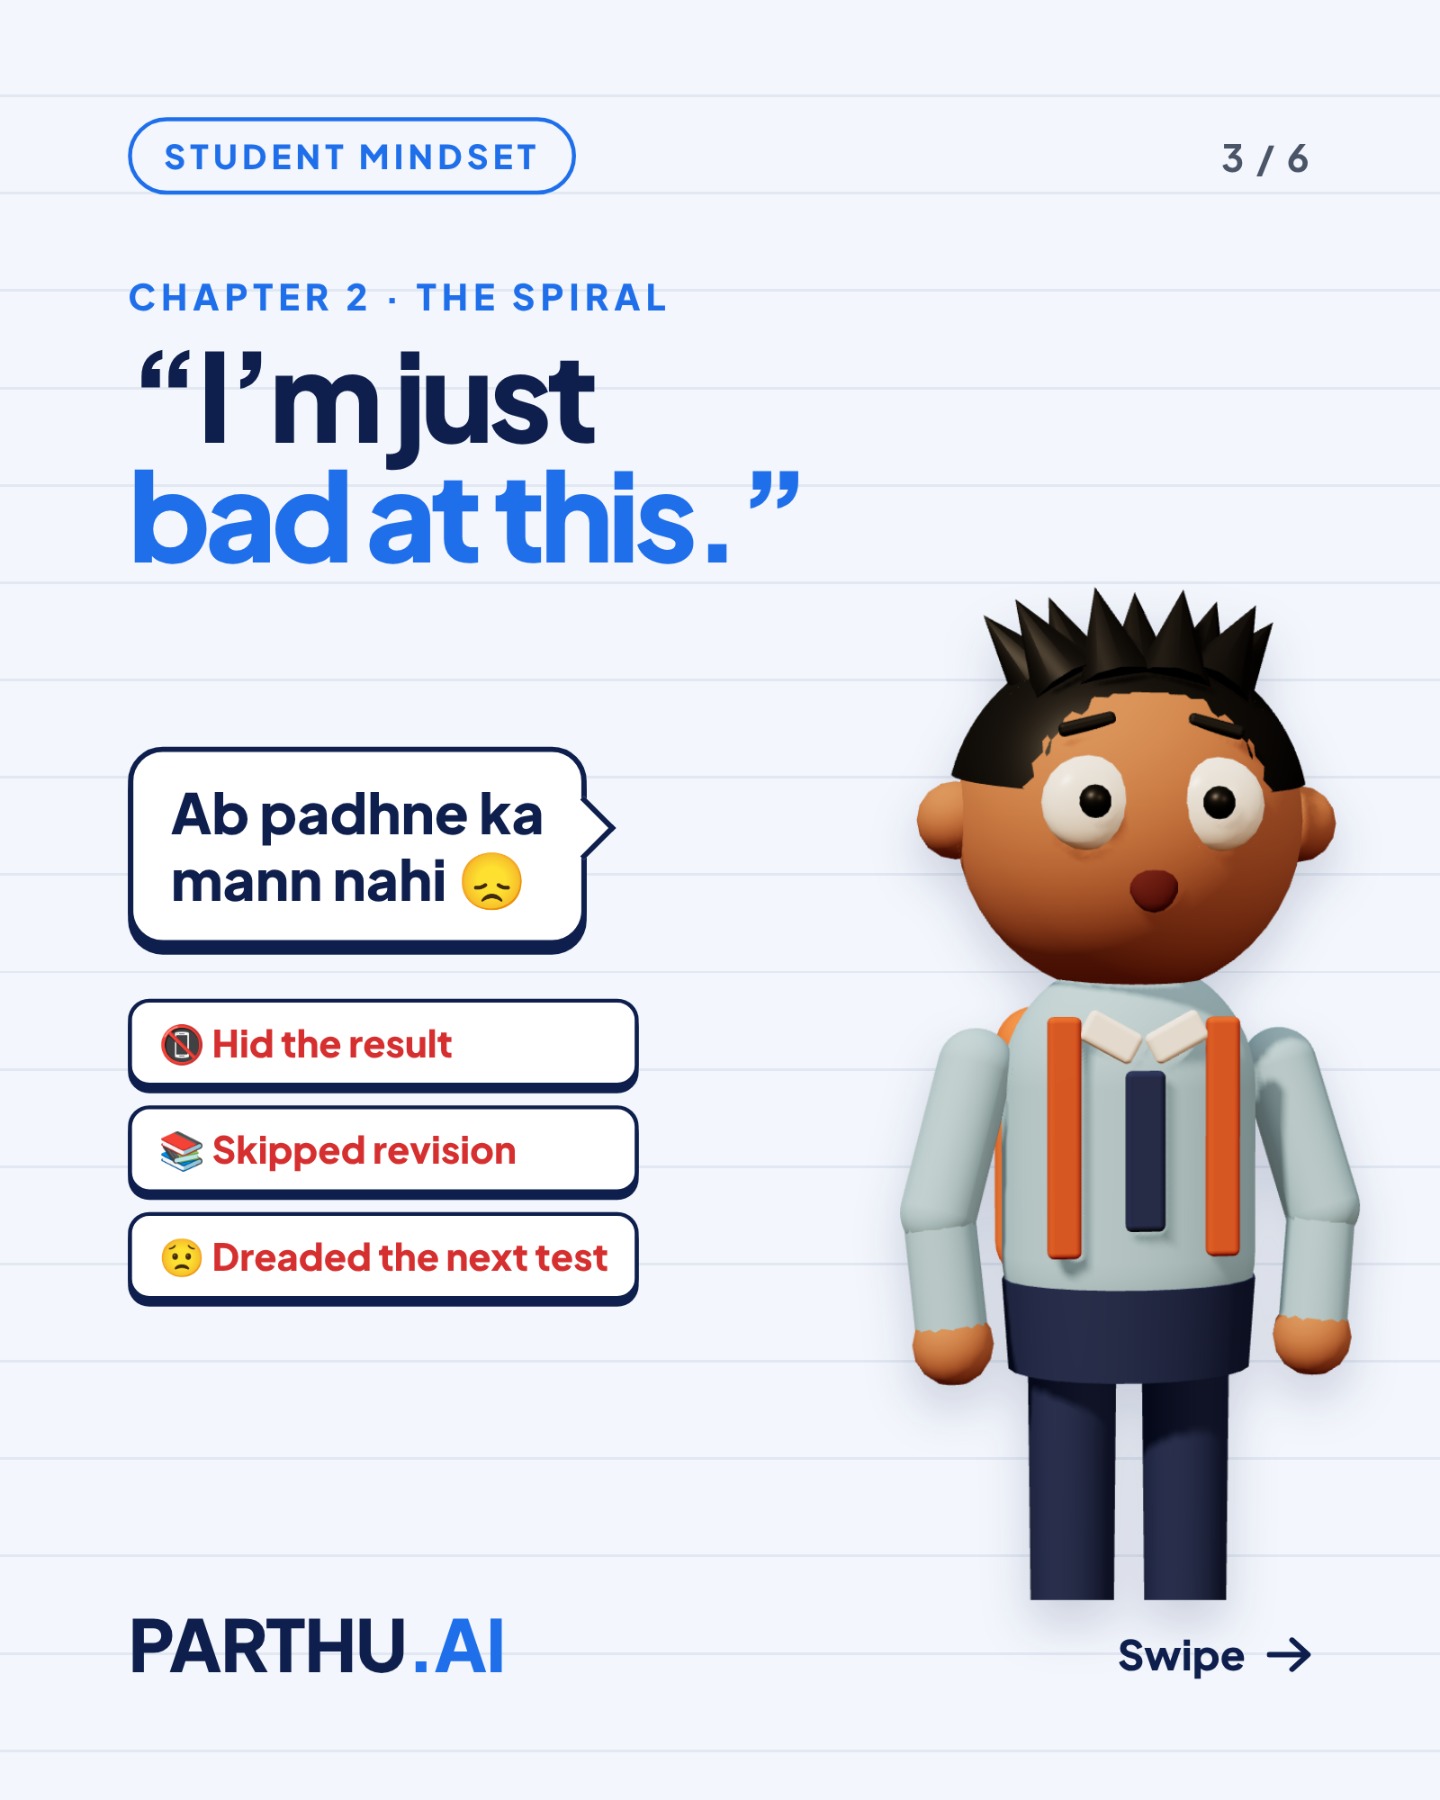 STUDENT MINDSET
3 / 6
CHAPTER 2 · THE SPIRAL
“I’m just
bad at this.”
Ab padhne ka
mann nahi 😞
📵 Hid the result
📚 Skipped revision
😟 Dreaded the next test
PARTHU.AI
Swipe →